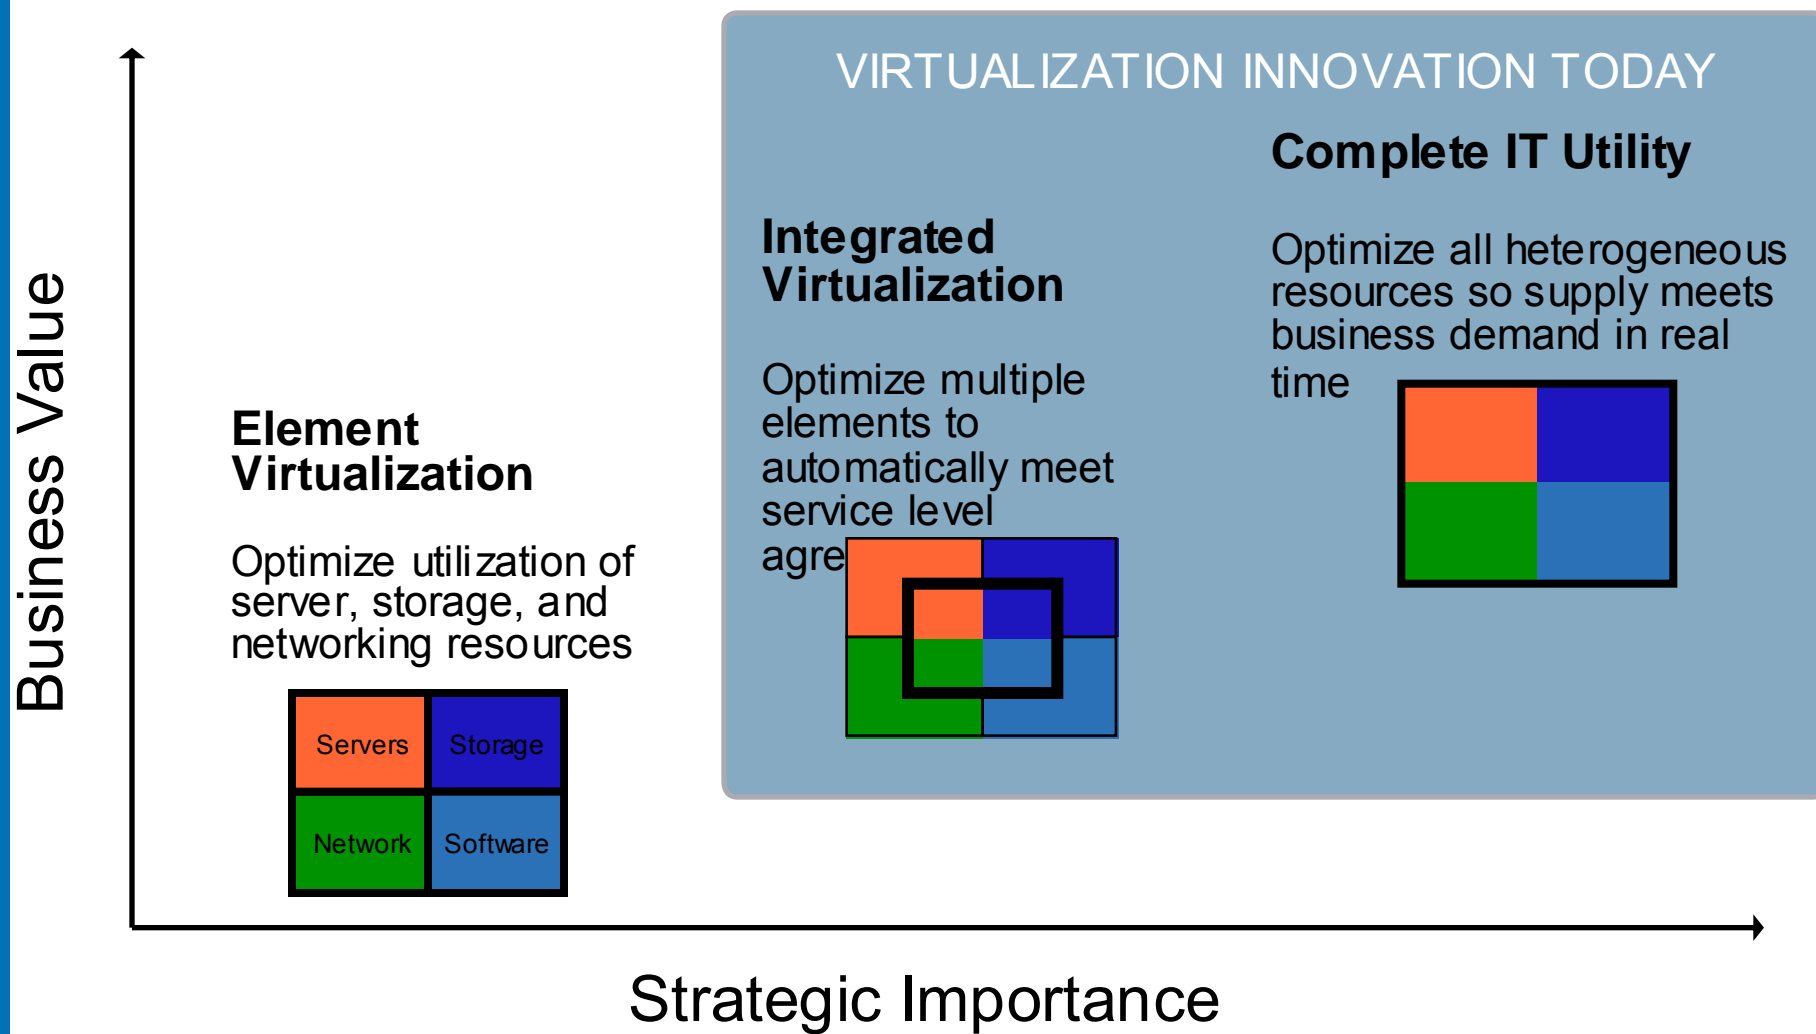 VIRTUALIZATION INNOVATION TODAY
Complete IT Utility
Optimize all heterogeneous
resources so supply meets
business demand in real
time
Integrated
Virtualization
Optimize multiple
elements to
automatically meet
service level
agre
Element
Virtualization
Optimize utilization of
server, storage, and
networking resources
Servers
Storage
Network
Software
Business Value
Strategic Importance